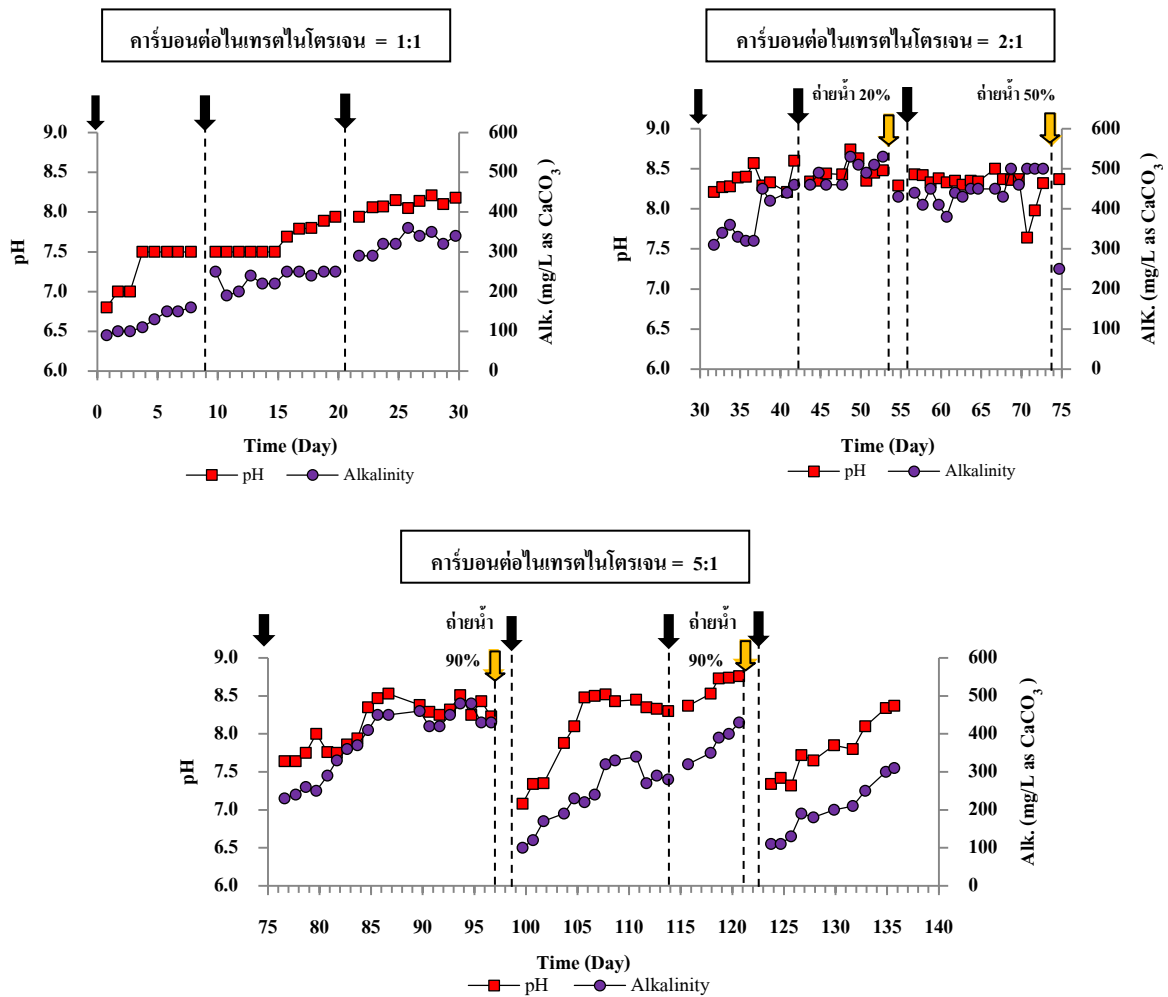 คาร์บอนต่อไนเทรตไนโตรเจน = 1:1
pH
9.0
8.5
8.0
7.5
7.0
6.5
6.0
600
500
400
300
200
100
0
Alk. (mg/L as CaCO3)
0 5 10 15 20 25 30
Time (Day)
pH Alkalinity
คาร์บอนต่อไนเทรตไนโตรเจน = 2:1
ถ่ายน้ำ 20% ถ่ายน้ำ 50%
pH
9.0
8.5
8.0
7.5
7.0
6.5
6.0
600
500
400
300
200
100
0
AlK. (mg/L as CaCO3)
30 35 40 45 50 55 60 65 70 75
Time (Day)
pH Alkalinity
คาร์บอนต่อไนเทรตไนโตรเจน = 5:1
ถ่ายน้ำ
90%
ถ่ายน้ำ
90%
pH
9.0
8.5
8.0
7.5
7.0
6.5
6.0
600
500
400
300
200
100
0
Alk. (mg/L as CaCO3)
75 80 85 90 95 100 105 110 115 120 125 130 135 140
Time (Day)
pH Alkalinity